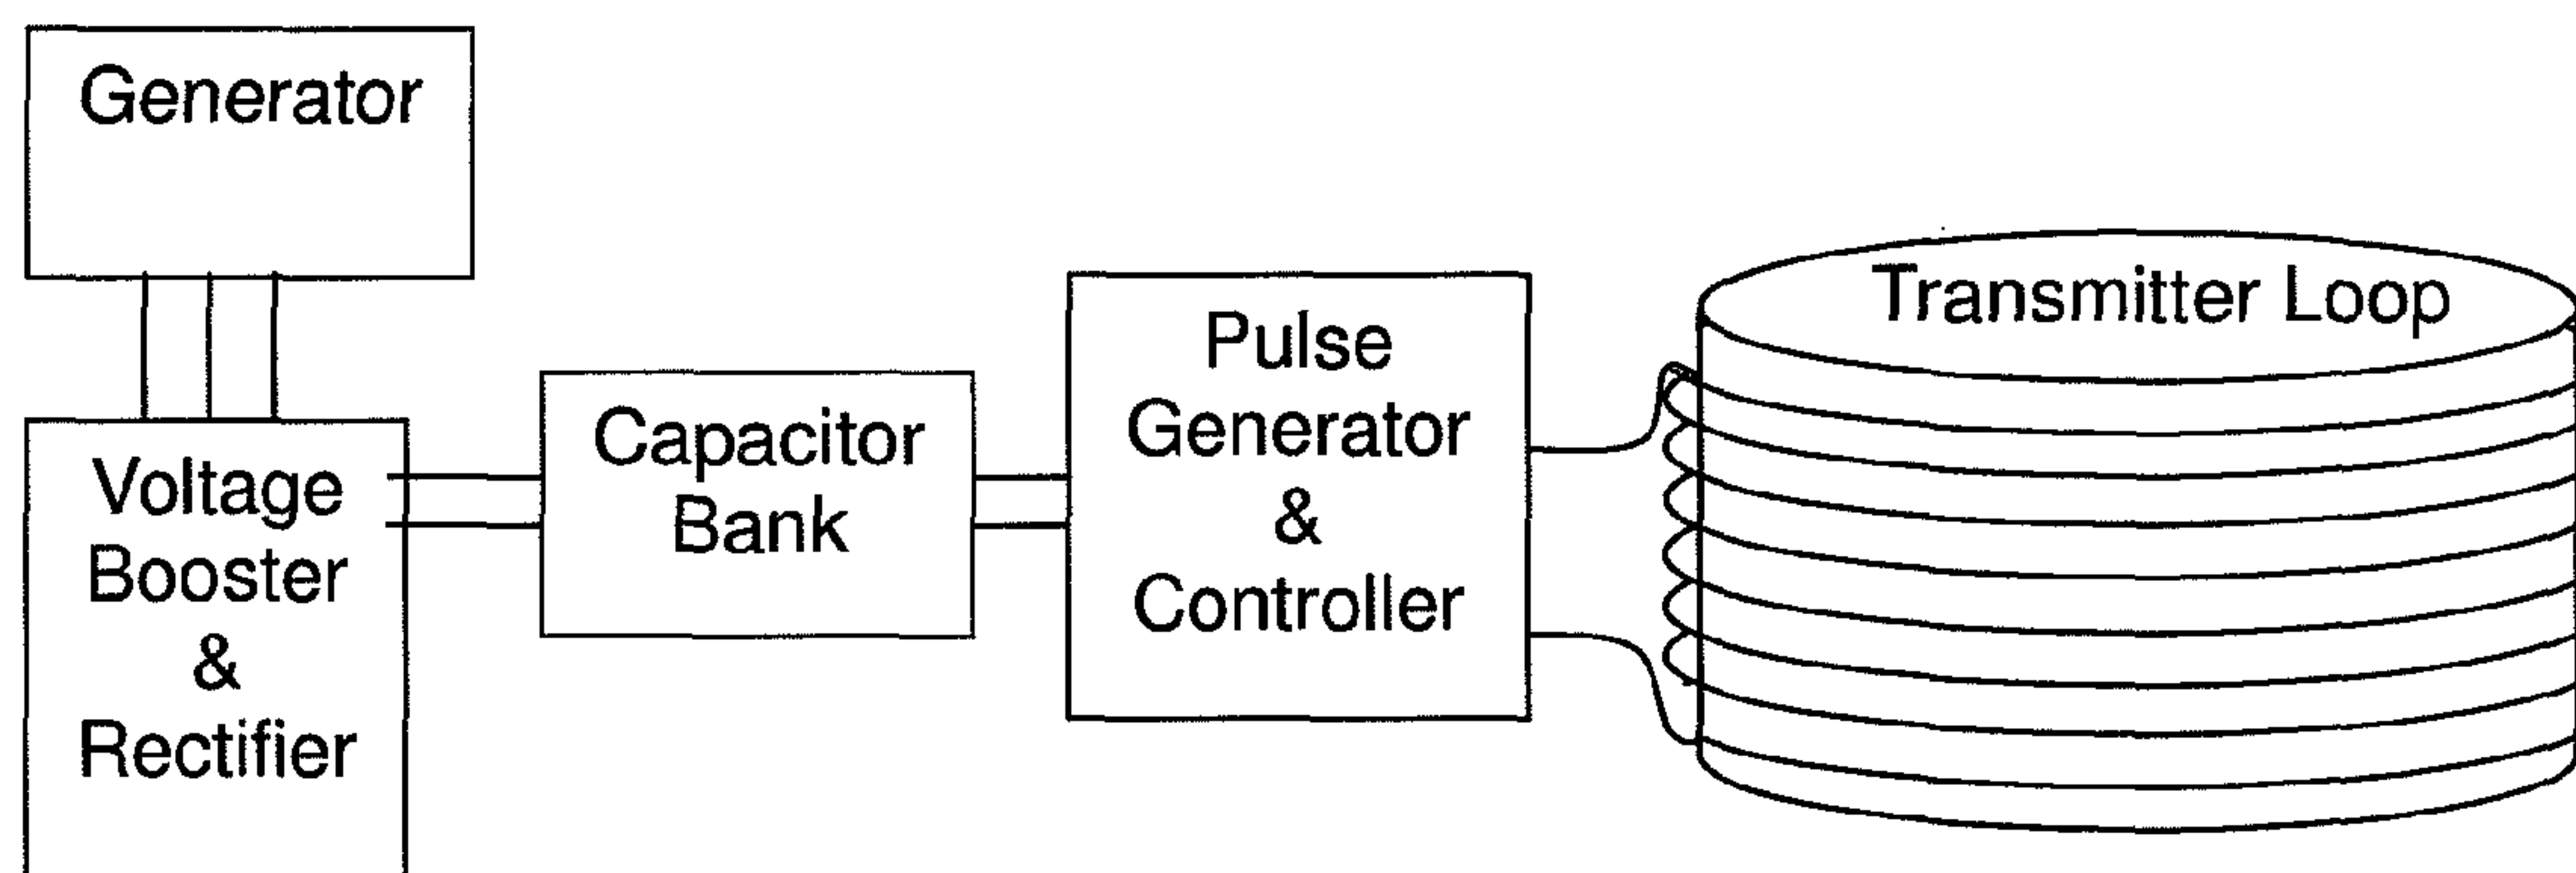 Generator
Voltage
Booster
&
Rectifier
Capacitor
Bank
Pulse
Generator
&
Controller
Transmitter Loop